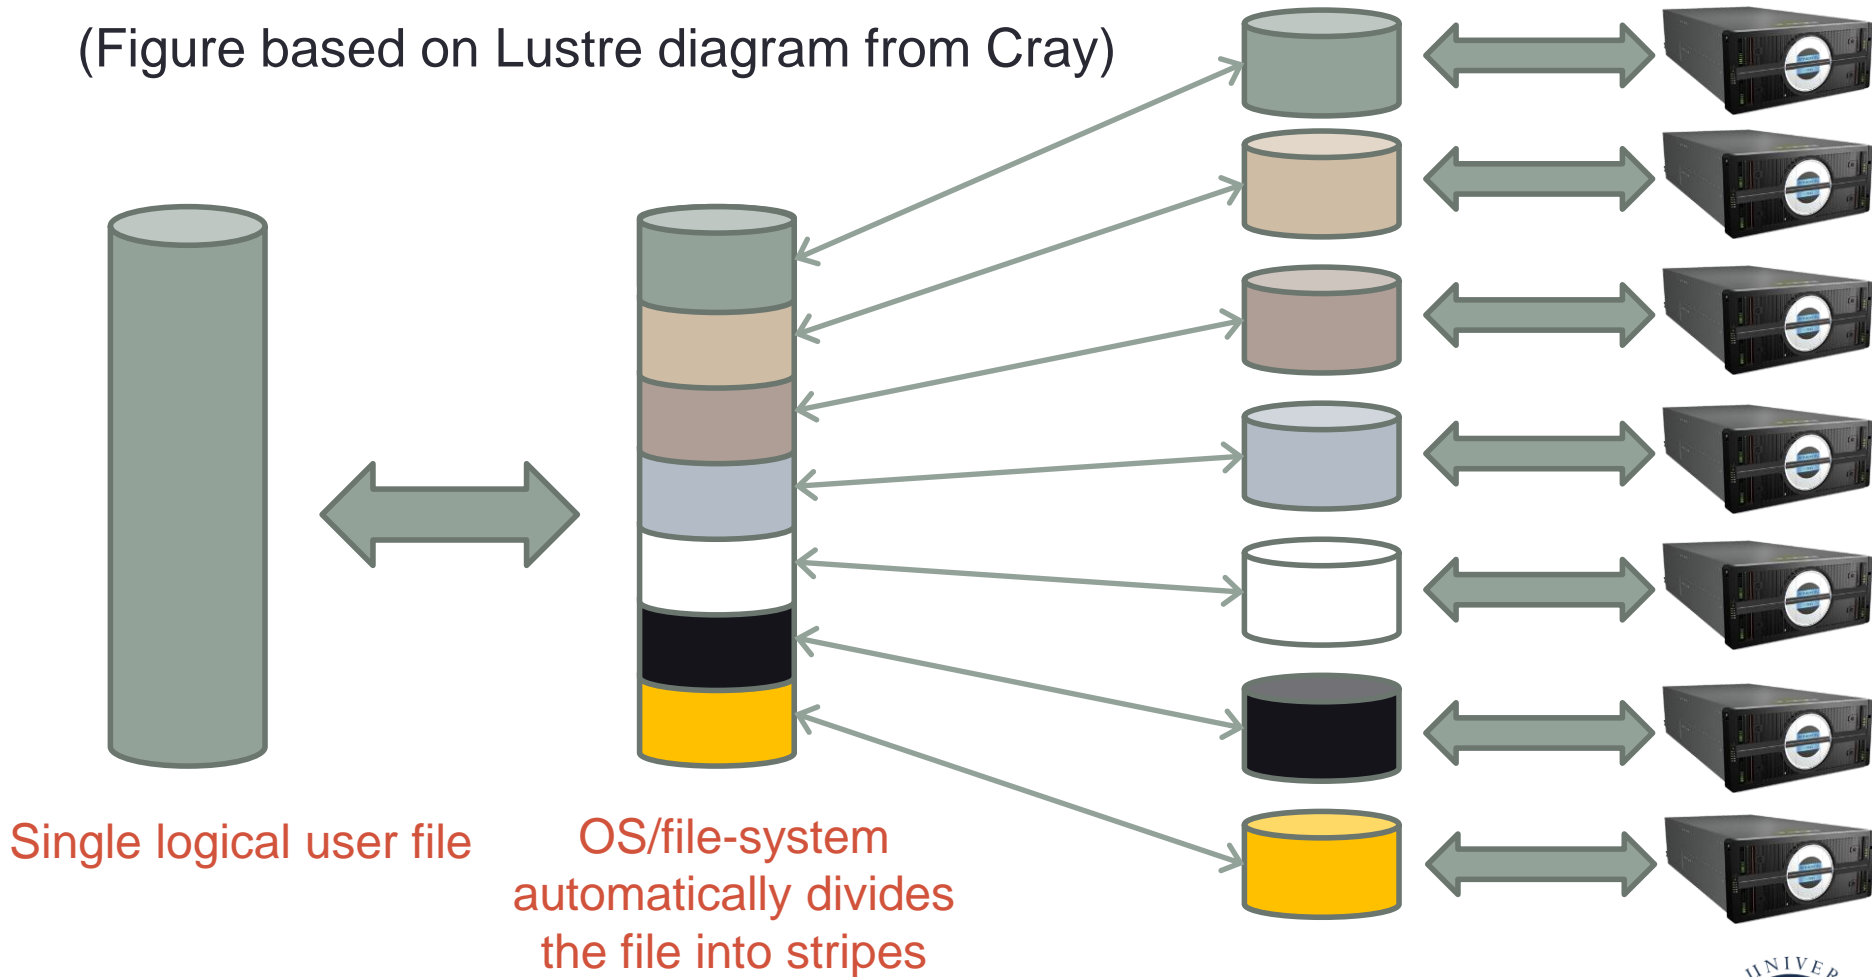 (Figure based on Lustre diagram from Cray)
Single logical user file
OS/file-system
automatically divides
the file into stripes